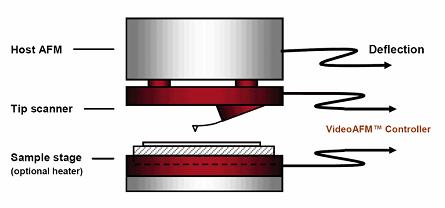 Host AFM
Deflection
Tip scanner
VideoAFM™ Controller
Sample stage
(optional heater)